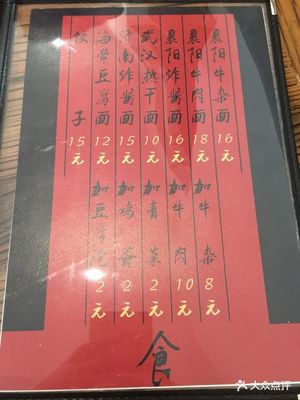 襄阳牛杂面16元
襄阳牛肉面18元
襄阳炸酱面16元
武汉热干面10元
济南炸酱面15元
海带豆腐面12元
饺子15元
加牛杂8元
加牛肉10元
加青菜2元
加鸡蛋2元
加豆腐2元
食
大众点评